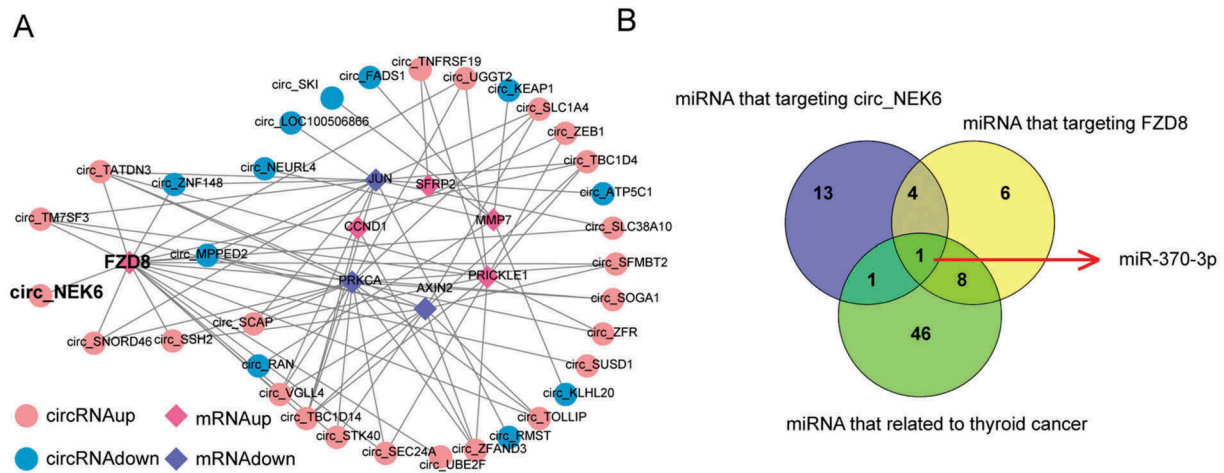 A
B
circ_TNFRSF19
circ_FADS1
circ_UGGT2
circ_SKI
circ_KEAP1
circ_SLC1A4
circ_LOC100506866
circ_ZEB1
circ_TATDN3
circ_NEURL4
circ_TBC1D4
circ_ZNF148
JUN
SFRP2
circ_ATP5C1
circ_TM7SF3
CCND1
MMP7
circ_SLC38A10
circ_MPPED2
FZD8
circ_SFMBT2
PRKCA
PRICKLE1
AXIN2
circ_NEK6
circ_SOGA1
circ_SCAP
circ_SNORD46
circ_SSH2
circ_ZFR
circ_RAN
circ_SUSD1
circ_VGLL4
circ_KLHL20
circ_TBC1D14
circ_TOLLIP
circ_STK40
circ_RMST
circ_SEC24A
circ_ZFAND3
circ_UBE2F
circRNAup
mRNAup
circRNAdown
mRNAdown
miRNA that targeting circ_NEK6
miRNA that targeting FZD8
13
4
6
1
miR-370-3p
1
8
46
miRNA that related to thyroid cancer